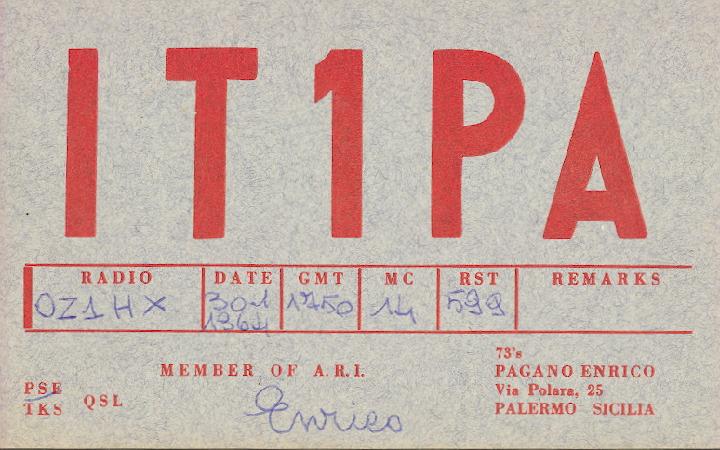 IT1PA
RADIO DATE GMT MC RST REMARKS
OZ1HX 30-1 1750 14 599
1964
MEMBER OF A.R.I.
73's
PAGANO ENRICO
Via Polara, 25
PALERMO SICILIA
PSE
TKS QSL
Enrico